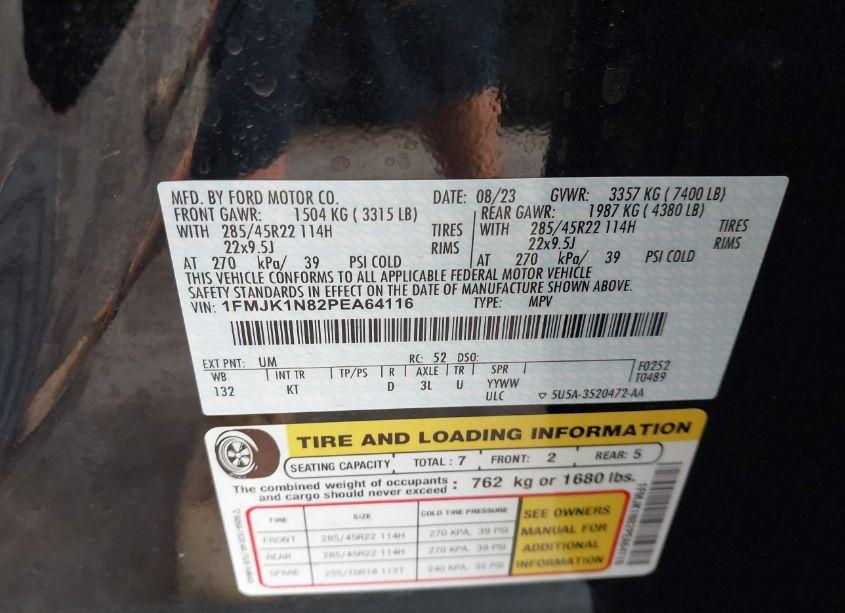 MFD. BY FORD MOTOR CO. DATE: 08/23 GVWR: 3357 KG ( 7400 LB)
FRONT GAWR: 1504 KG ( 3315 LB) REAR GAWR: 1987 KG ( 4380 LB)
WITH 285/45R22 114H TIRES WITH 285/45R22 114H TIRES
22x9.5J RIMS 22x9.5J RIMS
AT 270 kPa/ 39 PSI COLD AT 270 kPa/ 39 PSI COLD
THIS VEHICLE CONFORMS TO ALL APPLICABLE FEDERAL MOTOR VEHICLE
SAFETY STANDARDS IN EFFECT ON THE DATE OF MANUFACTURE SHOWN ABOVE.
VIN: 1FMJK1N82PEA64116 TYPE: MPV
EXT PNT: UM RC: 52 DSO: F0252
WB INT TR TP/PS R AXLE TR SPR T0489
132 KT D 3L U YYWW
ULC ▽ 5U5A-3520472-AA
TIRE AND LOADING INFORMATION
SEATING CAPACITY TOTAL : 7 FRONT: 2 REAR: 5
The combined weight of occupants
and cargo should never exceed : 762 kg or 1680 lbs.
TIRE SIZE COLD TIRE PRESSURE
FRONT 285/45R22 114H 270 KPA, 39 PSI
REAR 285/45R22 114H 270 KPA, 39 PSI
SPARE 255/70R18 113T 240 KPA, 35 PSI
SEE OWNERS
MANUAL FOR
ADDITIONAL
INFORMATION
1FMJK1N82PEA64116